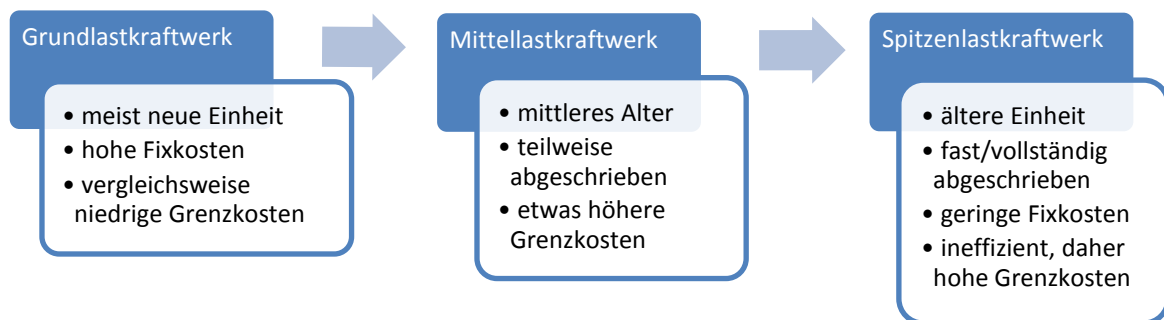 Grundlastkraftwerk
• meist neue Einheit
• hohe Fixkosten
• vergleichsweise
niedrige Grenzkosten
Mittellastkraftwerk
• mittleres Alter
• teilweise
abgeschrieben
• etwas höhere
Grenzkosten
Spitzenlastkraftwerk
• ältere Einheit
• fast/vollständig
abgeschrieben
• geringe Fixkosten
• ineffizient, daher
hohe Grenzkosten